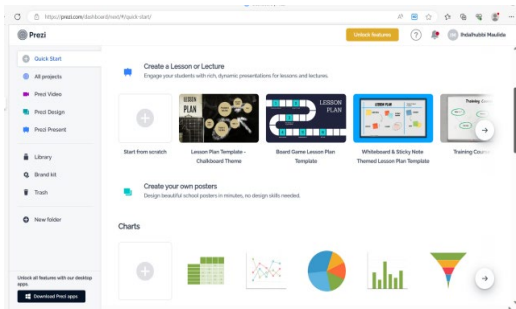 https://prezi.com/dashboard/next/#/quick-start/
Prezi
Unlock features
?
Ihdalhubbi Maulida
Quick Start
All projects
Prezi Video
Prezi Design
Prezi Present
Library
Brand kit
Trash
New folder
Unlock all features with our desktop
apps.
Download Prezi apps
Create a Lesson or Lecture
Engage your students with rich, dynamic presentations for lessons and lectures.
LESSON
PLAN
LESSON
PLAN
LESSON PLAN
Start from scratch
Lesson Plan Template -
Chalkboard Theme
Board Game Lesson Plan
Template
Whiteboard & Sticky Note
Themed Lesson Plan Template
Training Course
Create your own posters
Design beautiful school posters in minutes, no design skills needed.
Charts